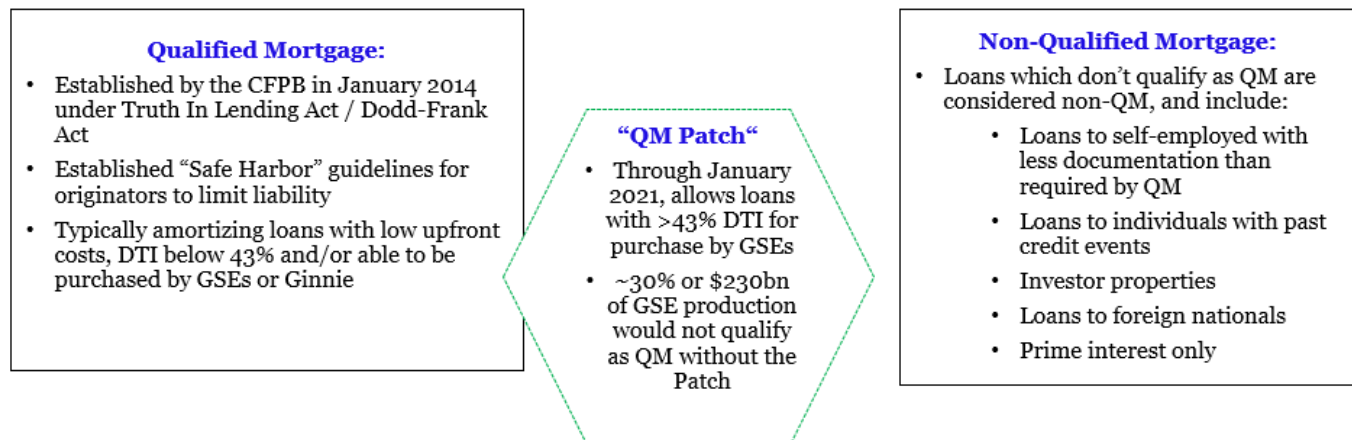 Qualified Mortgage:
• Established by the CFPB in January 2014
under Truth In Lending Act / Dodd-Frank
Act
• Established “Safe Harbor” guidelines for
originators to limit liability
• Typically amortizing loans with low upfront
costs, DTI below 43% and/or able to be
purchased by GSEs or Ginnie
“QM Patch“
• Through January
2021, allows loans
with >43% DTI for
purchase by GSEs
• ~30% or $230bn
of GSE production
would not qualify
as QM without the
Patch
Non-Qualified Mortgage:
• Loans which don’t qualify as QM are
considered non-QM, and include:
• Loans to self-employed with
less documentation than
required by QM
• Loans to individuals with past
credit events
• Investor properties
• Loans to foreign nationals
• Prime interest only